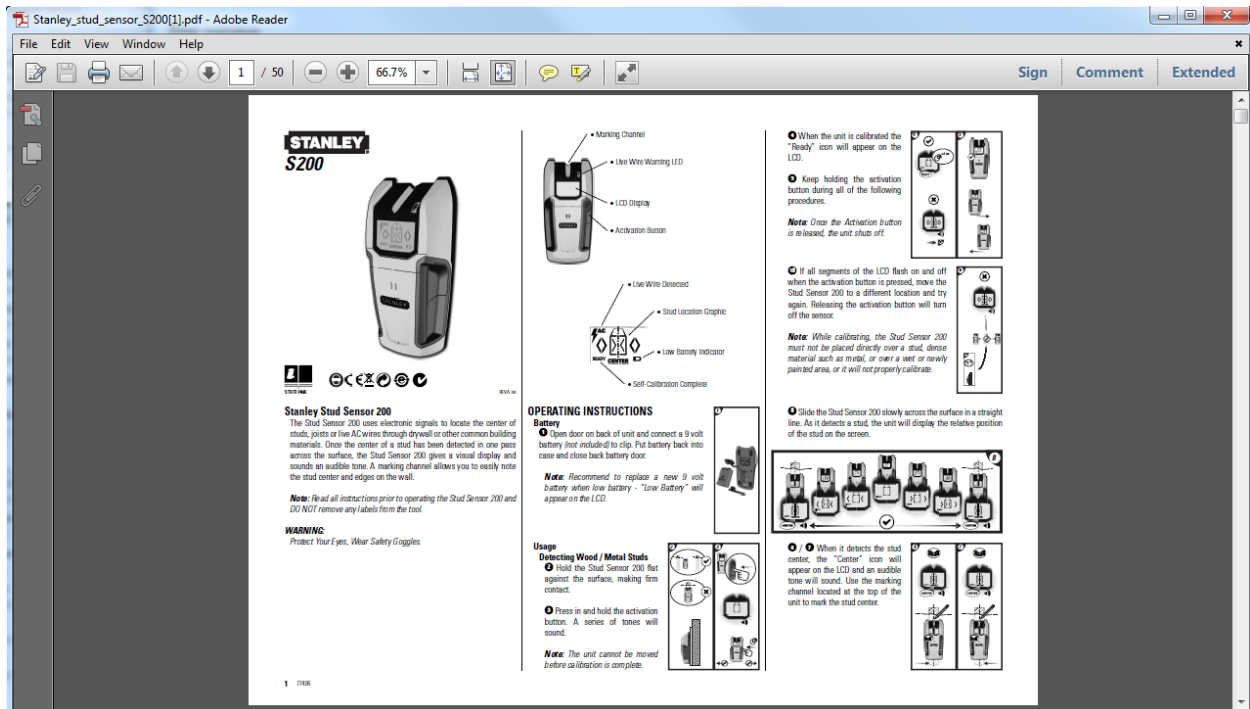 Stanley_stud_sensor_S200[1].pdf - Adobe Reader
File Edit View Window Help
1 / 50
66.7%
Sign Comment Extended
STANLEY
S200
Stanley Stud Sensor 200
The Stud Sensor 200 uses electronic signals to locate the center of
studs, joists or live AC wires through drywall or other common building
materials. Once the center of a stud has been detected in one pass
across the surface, the Stud Sensor 200 gives a visual display and
sounds an audible tone. A marking channel allows you to easily note
the stud center and edges on the wall.
Note: Read all instructions prior to operating the Stud Sensor 200 and
DO NOT remove any labels from the tool.
WARNING:
Protect Your Eyes, Wear Safety Goggles.
1 77406
• Marking Channel
• Live Wire Warning LED
• LCD Display
• Activation Button
• Live Wire Detected
• Stud Location Graphic
• Low Battery Indicator
• Self-Calibration Complete
AC
READY CENTER
OPERATING INSTRUCTIONS
Battery
1 Open door on back of unit and connect a 9 volt
battery (not included) to clip. Put battery back into
case and close back battery door.
Note: Recommend to replace a new 9 volt
battery when low battery - "Low Battery" will
appear on the LCD.
Usage
Detecting Wood / Metal Studs
2 Hold the Stud Sensor 200 flat
against the surface, making firm
contact.
3 Press in and hold the activation
button. A series of tones will
sound.
Note: The unit cannot be moved
before calibration is complete.
4 When the unit is calibrated the
"Ready" icon will appear on the
LCD.
Keep holding the activation
button during all of the following
procedures.
Note: Once the Activation button
is released, the unit shuts off.
If all segments of the LCD flash on and off
when the activation button is pressed, move the
Stud Sensor 200 to a different location and try
again. Releasing the activation button will turn
off the sensor.
Note: While calibrating, the Stud Sensor 200
must not be placed directly over a stud, dense
material such as metal, or over a wet or newly
painted area, or it will not properly calibrate.
Slide the Stud Sensor 200 slowly across the surface in a straight
line. As it detects a stud, the unit will display the relative position
of the stud on the screen.
/ 7 When it detects the stud
center, the "Center" icon will
appear on the LCD and an audible
tone will sound. Use the marking
channel located at the top of the
unit to mark the stud center.